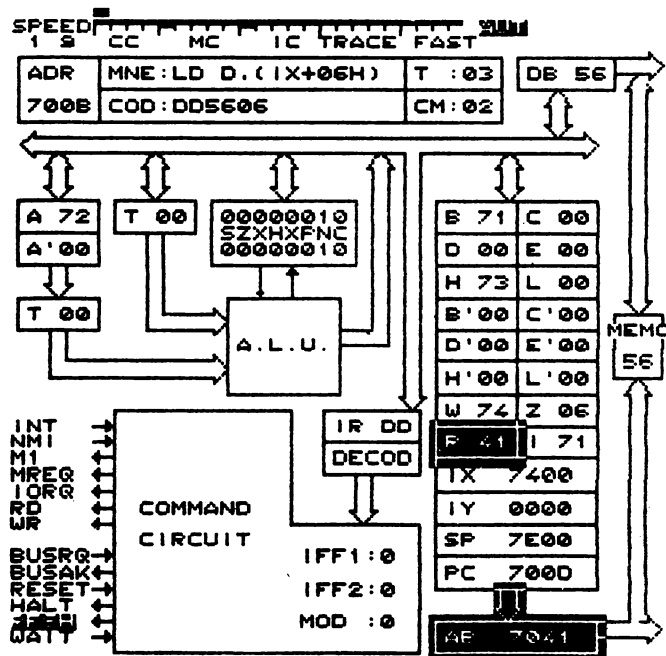 SPEED
1 9 CC MC IC TRACE FAST
ADR MNE:LD D.(IX+06H) T :03 DB 56
700B COD:DD5606 CM:02
A 72 T 00 00000010 B 71 C 00
A'00 SZXHXPNC D 00 E 00
00000010 H 73 L 00
T 00 B'00 C'00
A.L.U. D'00 E'00 MEMO
H'00 L'00 56
W 74 Z 06
INT IR DD R 41 I 71
NMI DECOD IX 7400
M1 IY 0000
MREQ SP 7E00
IORQ COMMAND PC 700D
RD CIRCUIT
WR
BUSRQ IFF1:0
BUSAK IFF2:0
RESET MOD :0
HALT
WAIT AB 7041